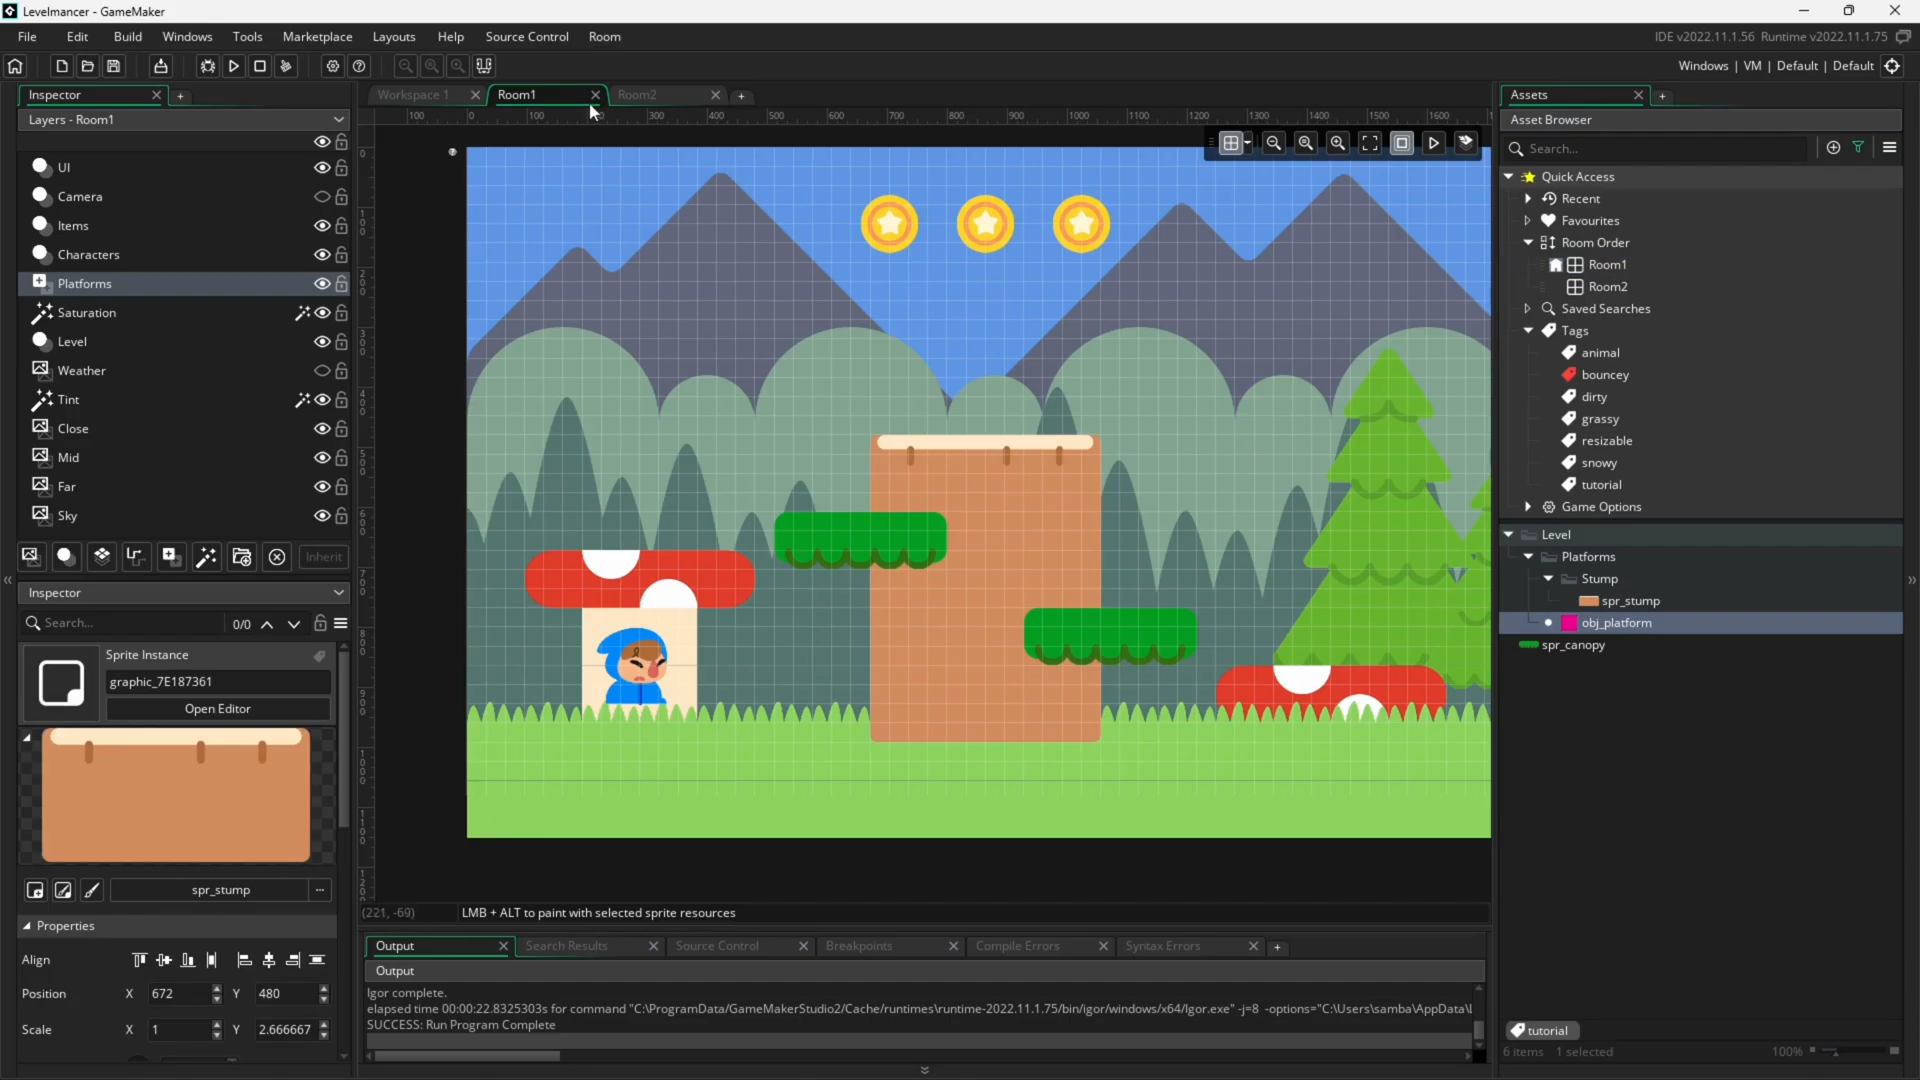 Levelmancer - GameMaker
File Edit Build Windows Tools Marketplace Layouts Help Source Control Room
IDE v2022.11.1.56 Runtime v2022.11.1.75
Windows | VM | Default | Default
Inspector
Workspace 1 Room1 Room2
Assets
Layers - Room1
Asset Browser
Search...
UI
Camera
Items
Characters
Platforms
Saturation
Level
Weather
Tint
Close
Mid
Far
Sky
Inherit
Inspector
Search... 0/0
Sprite Instance
graphic_7E187361
Open Editor
spr_stump
Properties
Align
Position X 672 Y 480
Scale X 1 Y 2.666667
Quick Access
Recent
Favourites
Room Order
Room1
Room2
Saved Searches
Tags
animal
bouncey
dirty
grassy
resizable
snowy
tutorial
Game Options
Level
Platforms
Stump
spr_stump
obj_platform
spr_canopy
(221, -69) LMB + ALT to paint with selected sprite resources
Output Search Results Source Control Breakpoints Compile Errors Syntax Errors
Output
Igor complete.
elapsed time 00:00:22.8325303s for command "C:\ProgramData/GameMakerStudio2/Cache/runtimes\runtime-2022.11.1.75/bin/igor/windows/x64/Igor.exe" -j=8 -options="C:\Users\samba\AppData\L
SUCCESS: Run Program Complete
tutorial
6 items 1 selected 100%